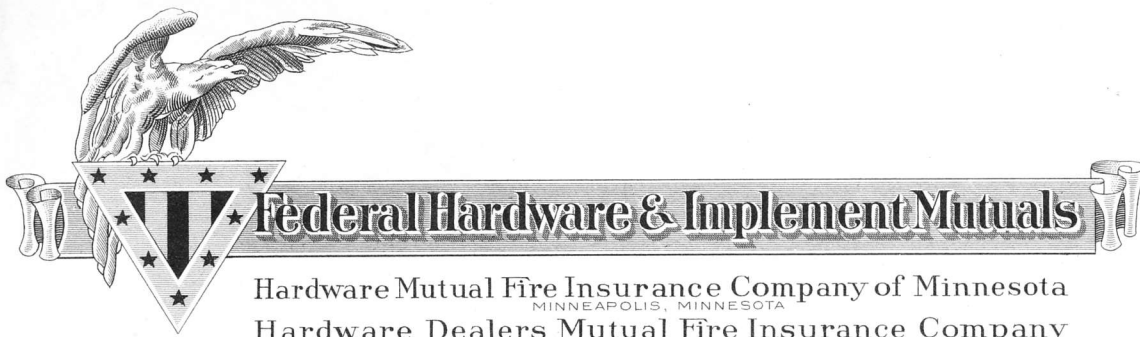 Federal Hardware & Implement Mutuals
Hardware Mutual Fire Insurance Company of Minnesota
MINNEAPOLIS, MINNESOTA
Hardware Dealers Mutual Fire Insurance Company